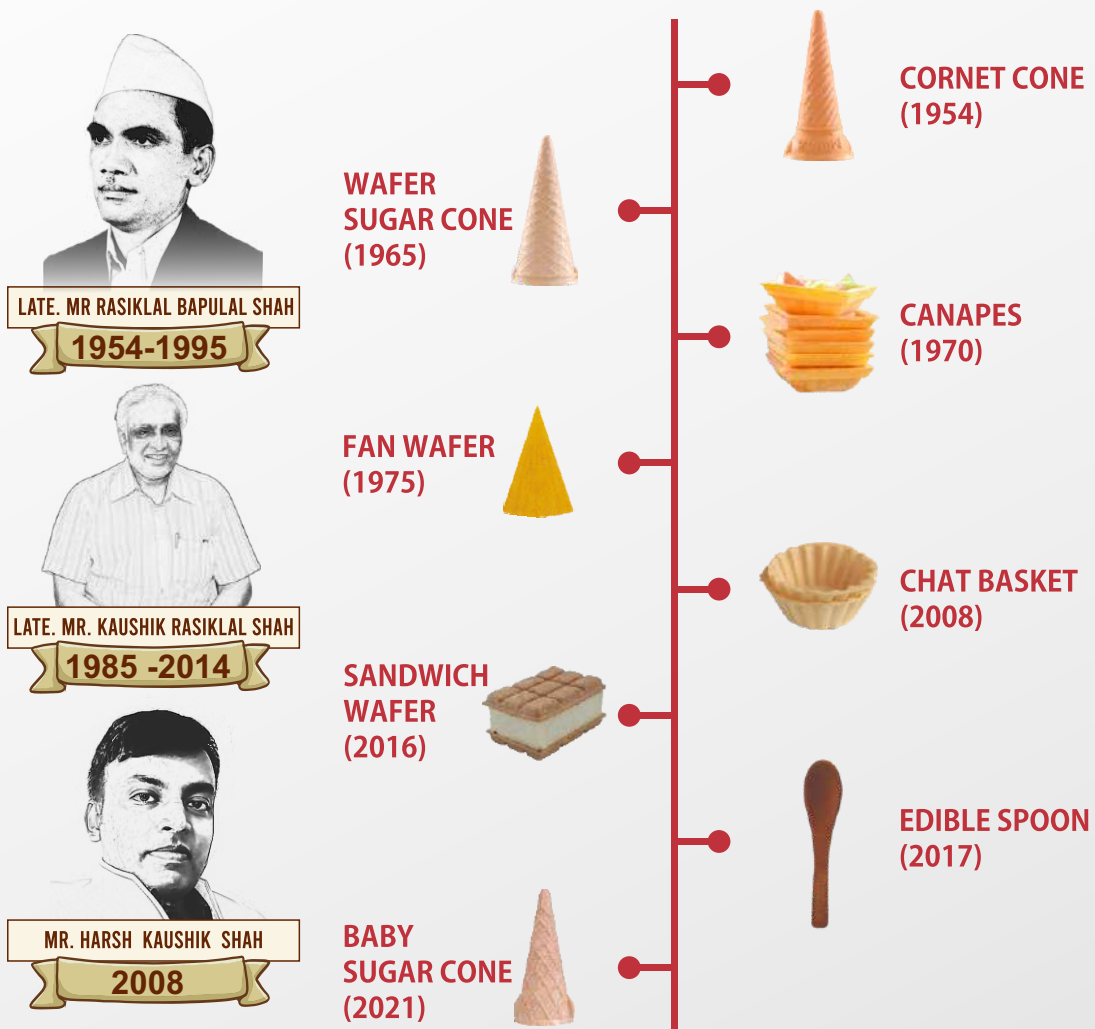 LATE. MR RASIKLAL BAPULAL SHAH
1954-1995
LATE. MR. KAUSHIK RASIKLAL SHAH
1985 -2014
MR. HARSH KAUSHIK SHAH
2008
CORNET CONE
(1954)
WAFER
SUGAR CONE
(1965)
CANAPES
(1970)
FAN WAFER
(1975)
CHAT BASKET
(2008)
SANDWICH
WAFER
(2016)
EDIBLE SPOON
(2017)
BABY
SUGAR CONE
(2021)